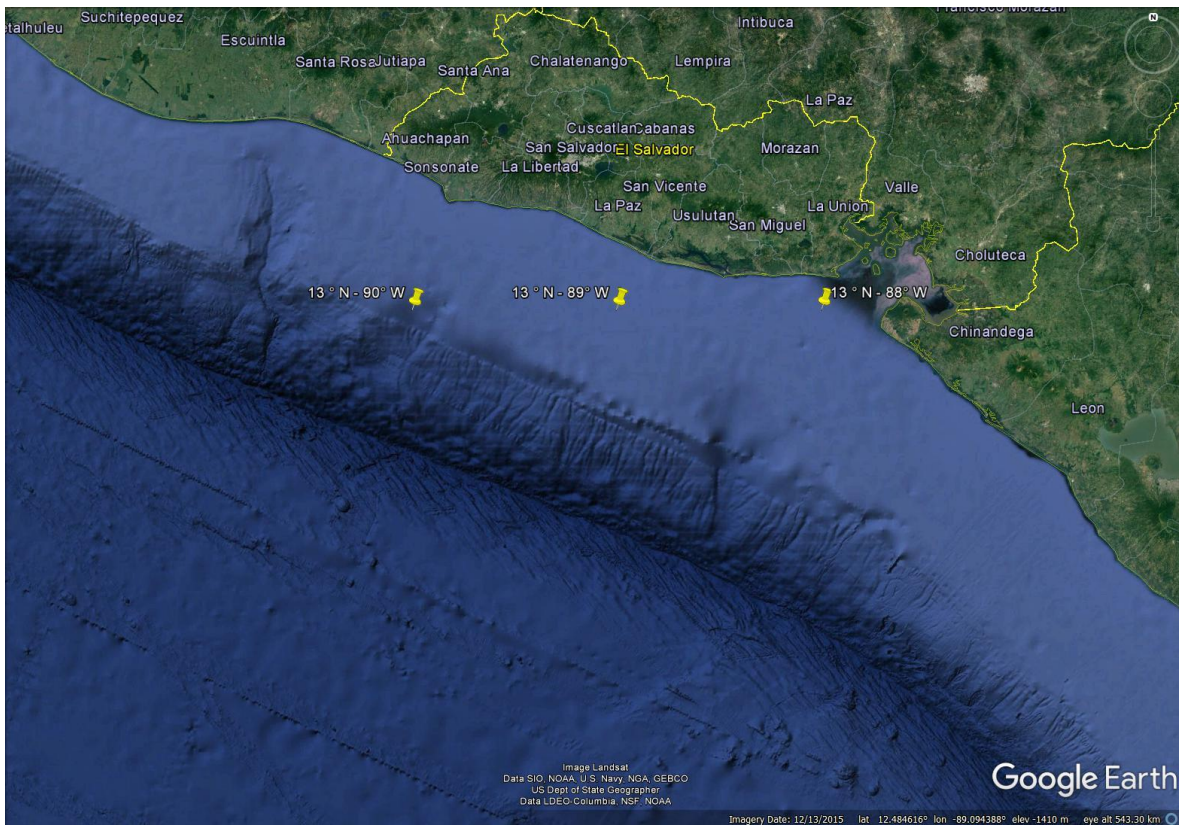 Suchitepequez
etalhuleu
Escuintla
Intibuca
Francisco Morazan
Santa Rosa
Jutiapa
Santa Ana
Chalatenango
Lempira
La Paz
Ahuachapan
Cuscatlan
Cabanas
San Salvador
El Salvador
Morazan
Sonsonate
La Libertad
San Vicente
Valle
La Paz
Usulutan
San Miguel
La Union
Choluteca
13 ° N - 90° W
13 ° N - 89° W
13 ° N - 88° W
Chinandega
Leon
N
Image Landsat
Data SIO, NOAA, U.S. Navy, NGA, GEBCO
US Dept of State Geographer
Data LDEO-Columbia, NSF, NOAA
Google Earth
Imagery Date: 12/13/2015 lat 12.484616° lon -89.094388° elev -1410 m eye alt 543.30 km